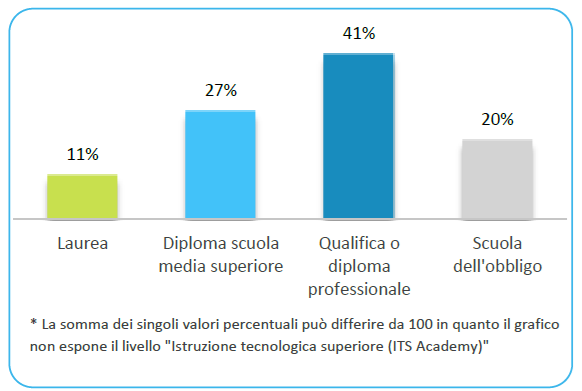 41%
27%
20%
11%
Laurea
Diploma scuola
media superiore
Qualifica o
diploma
professionale
Scuola
dell'obbligo
* La somma dei singoli valori percentuali può differire da 100 in quanto il grafico
non espone il livello "Istruzione tecnologica superiore (ITS Academy)"